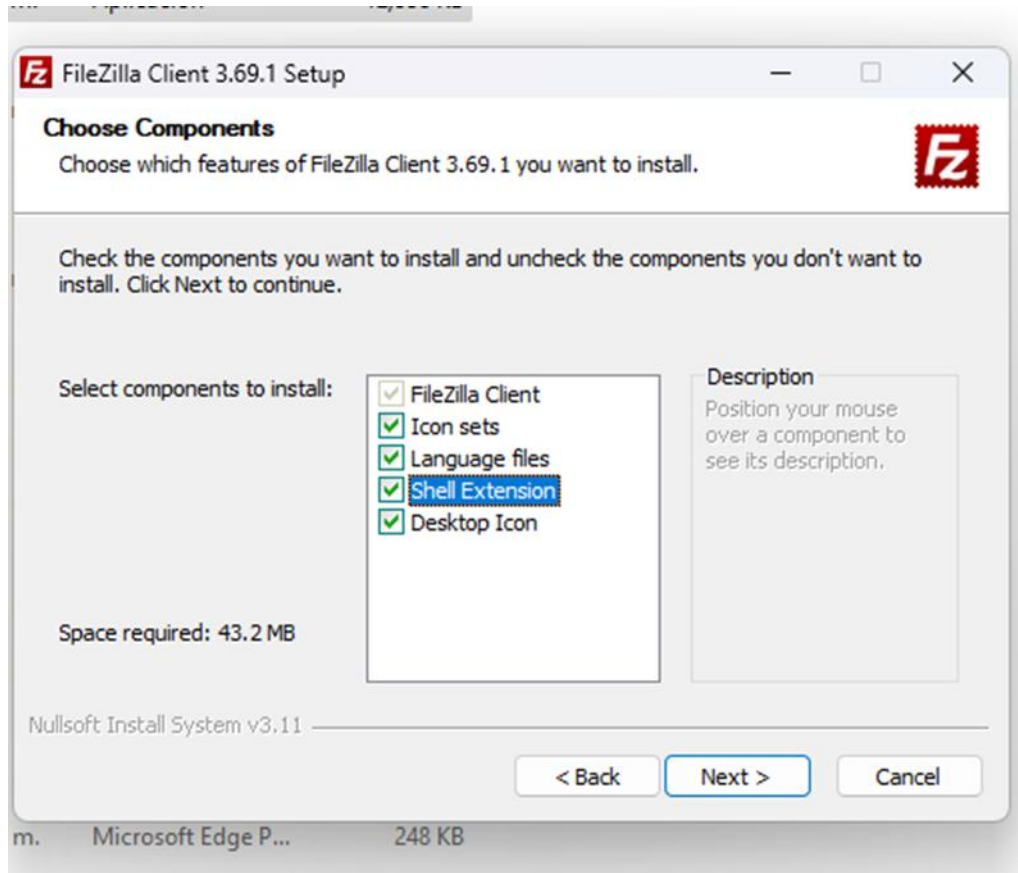 FileZilla Client 3.69.1 Setup
Choose Components
Choose which features of FileZilla Client 3.69.1 you want to install.
Fz
Check the components you want to install and uncheck the components you don't want to
install. Click Next to continue.
Select components to install:
FileZilla Client
Icon sets
Language files
Shell Extension
Desktop Icon
Description
Position your mouse
over a component to
see its description.
Space required: 43.2 MB
Nullsoft Install System v3.11
< Back
Next >
Cancel
m. Microsoft Edge P... 248 KB